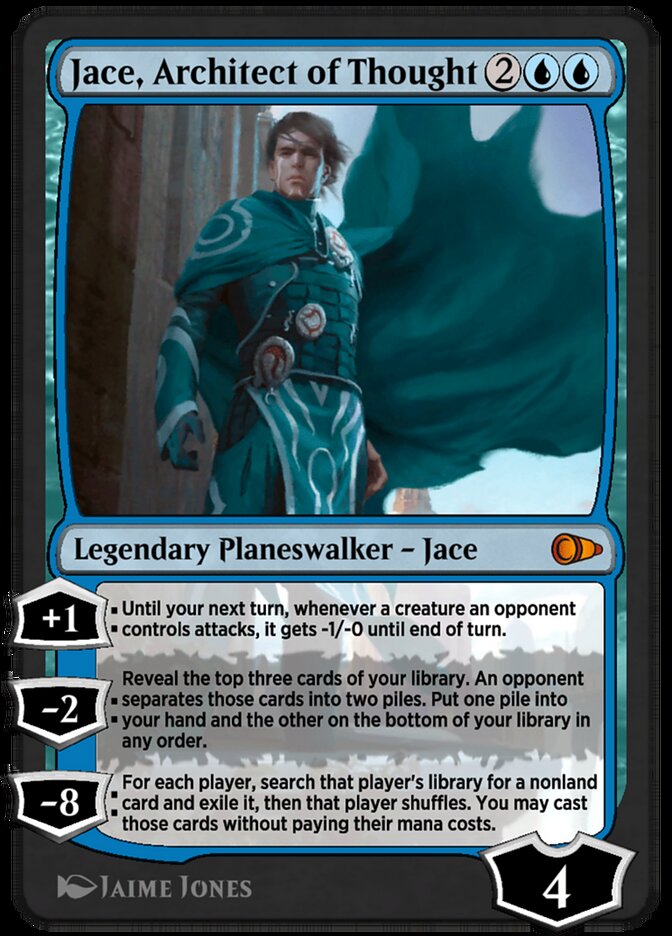 Jace, Architect of Thought 2
Legendary Planeswalker – Jace
+1
Until your next turn, whenever a creature an opponent
controls attacks, it gets -1/-0 until end of turn.
-2
Reveal the top three cards of your library. An opponent
separates those cards into two piles. Put one pile into
your hand and the other on the bottom of your library in
any order.
-8
For each player, search that player's library for a nonland
card and exile it, then that player shuffles. You may cast
those cards without paying their mana costs.
4
Jaime Jones